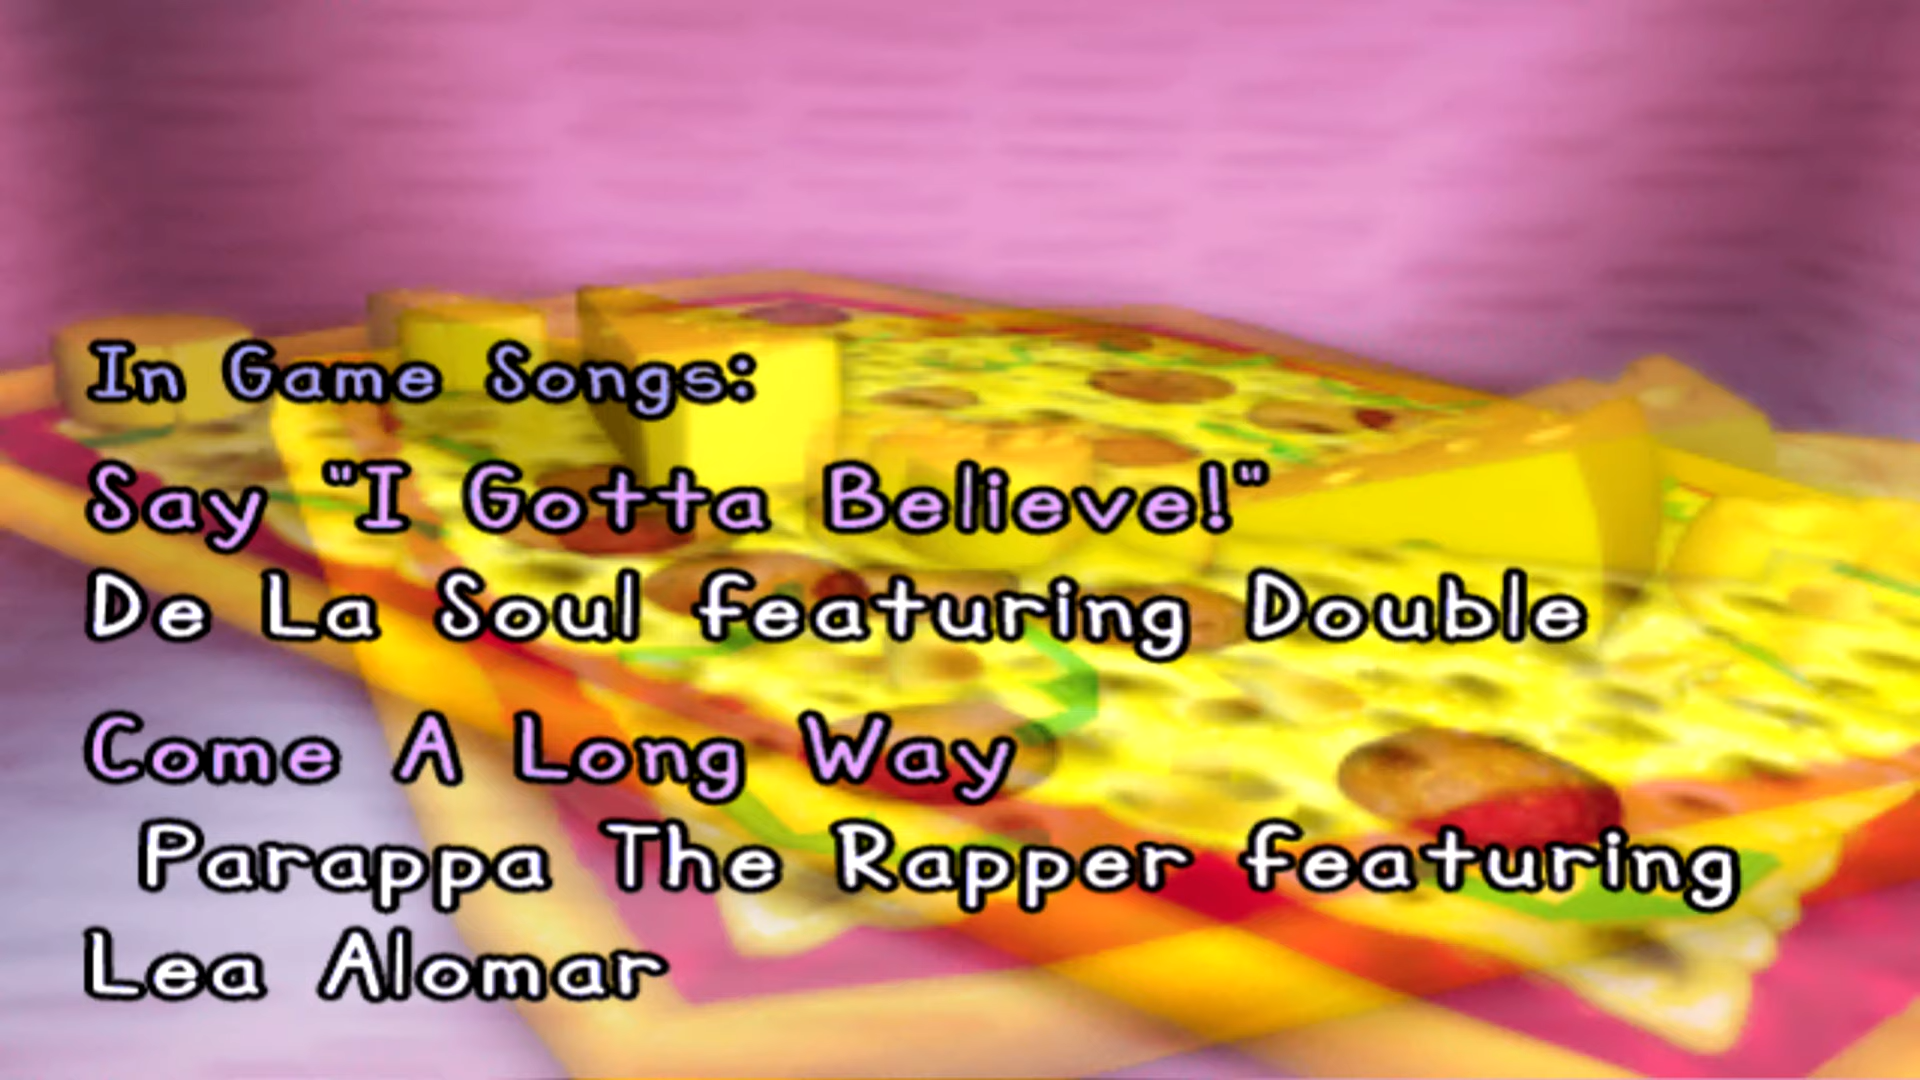 In Game Songs:
Say "I Gotta Believe!"
De La Soul featuring Double
Come A Long Way
Parappa The Rapper featuring
Lea Alomar